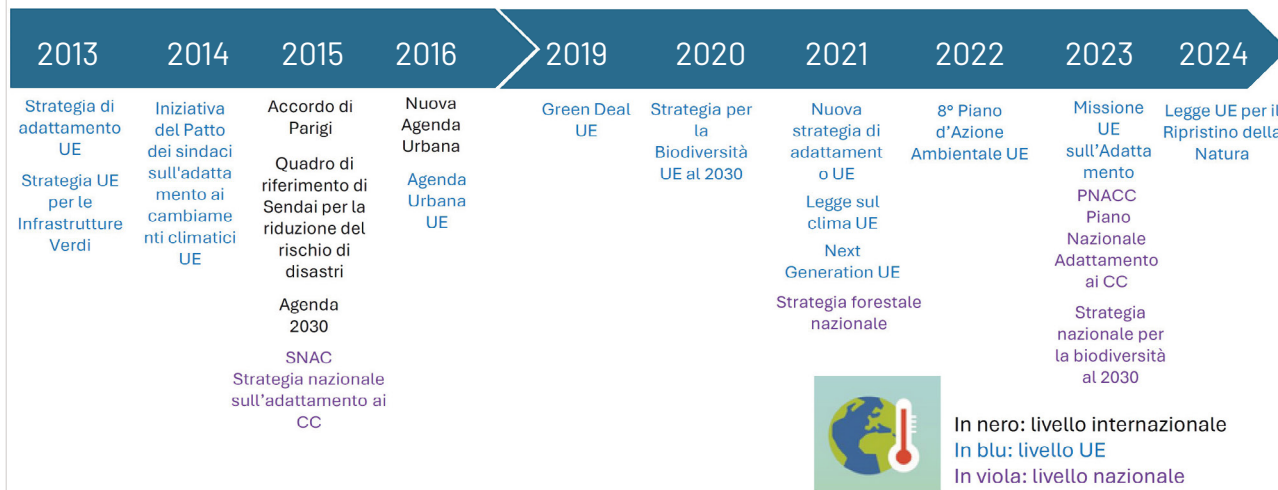 2013
2014
2015
2016
2019
2020
2021
2022
2023
2024
Strategia di
adattamento
UE
Strategia UE
per le
Infrastrutture
Verdi
Iniziativa
del Patto
dei sindaci
sull'adatta
mento ai
cambiame
nti climatici
UE
Accordo di
Parigi
Quadro di
riferimento di
Sendai per la
riduzione del
rischio di
disastri
Agenda
2030
SNAC
Strategia nazionale
sull'adattamento ai
CC
Nuova
Agenda
Urbana
Agenda
Urbana
UE
Green Deal
UE
Strategia per
la
Biodiversità
UE al 2030
Nuova
strategia di
adattament
o UE
Legge sul
clima UE
Next
Generation UE
Strategia forestale
nazionale
8° Piano
d'Azione
Ambientale UE
Missione
UE
sull'Adatta
mento
PNACC
Piano
Nazionale
Adattamento
ai CC
Strategia
nazionale per
la biodiversità
al 2030
Legge UE per il
Ripristino della
Natura
In nero: livello internazionale
In blu: livello UE
In viola: livello nazionale